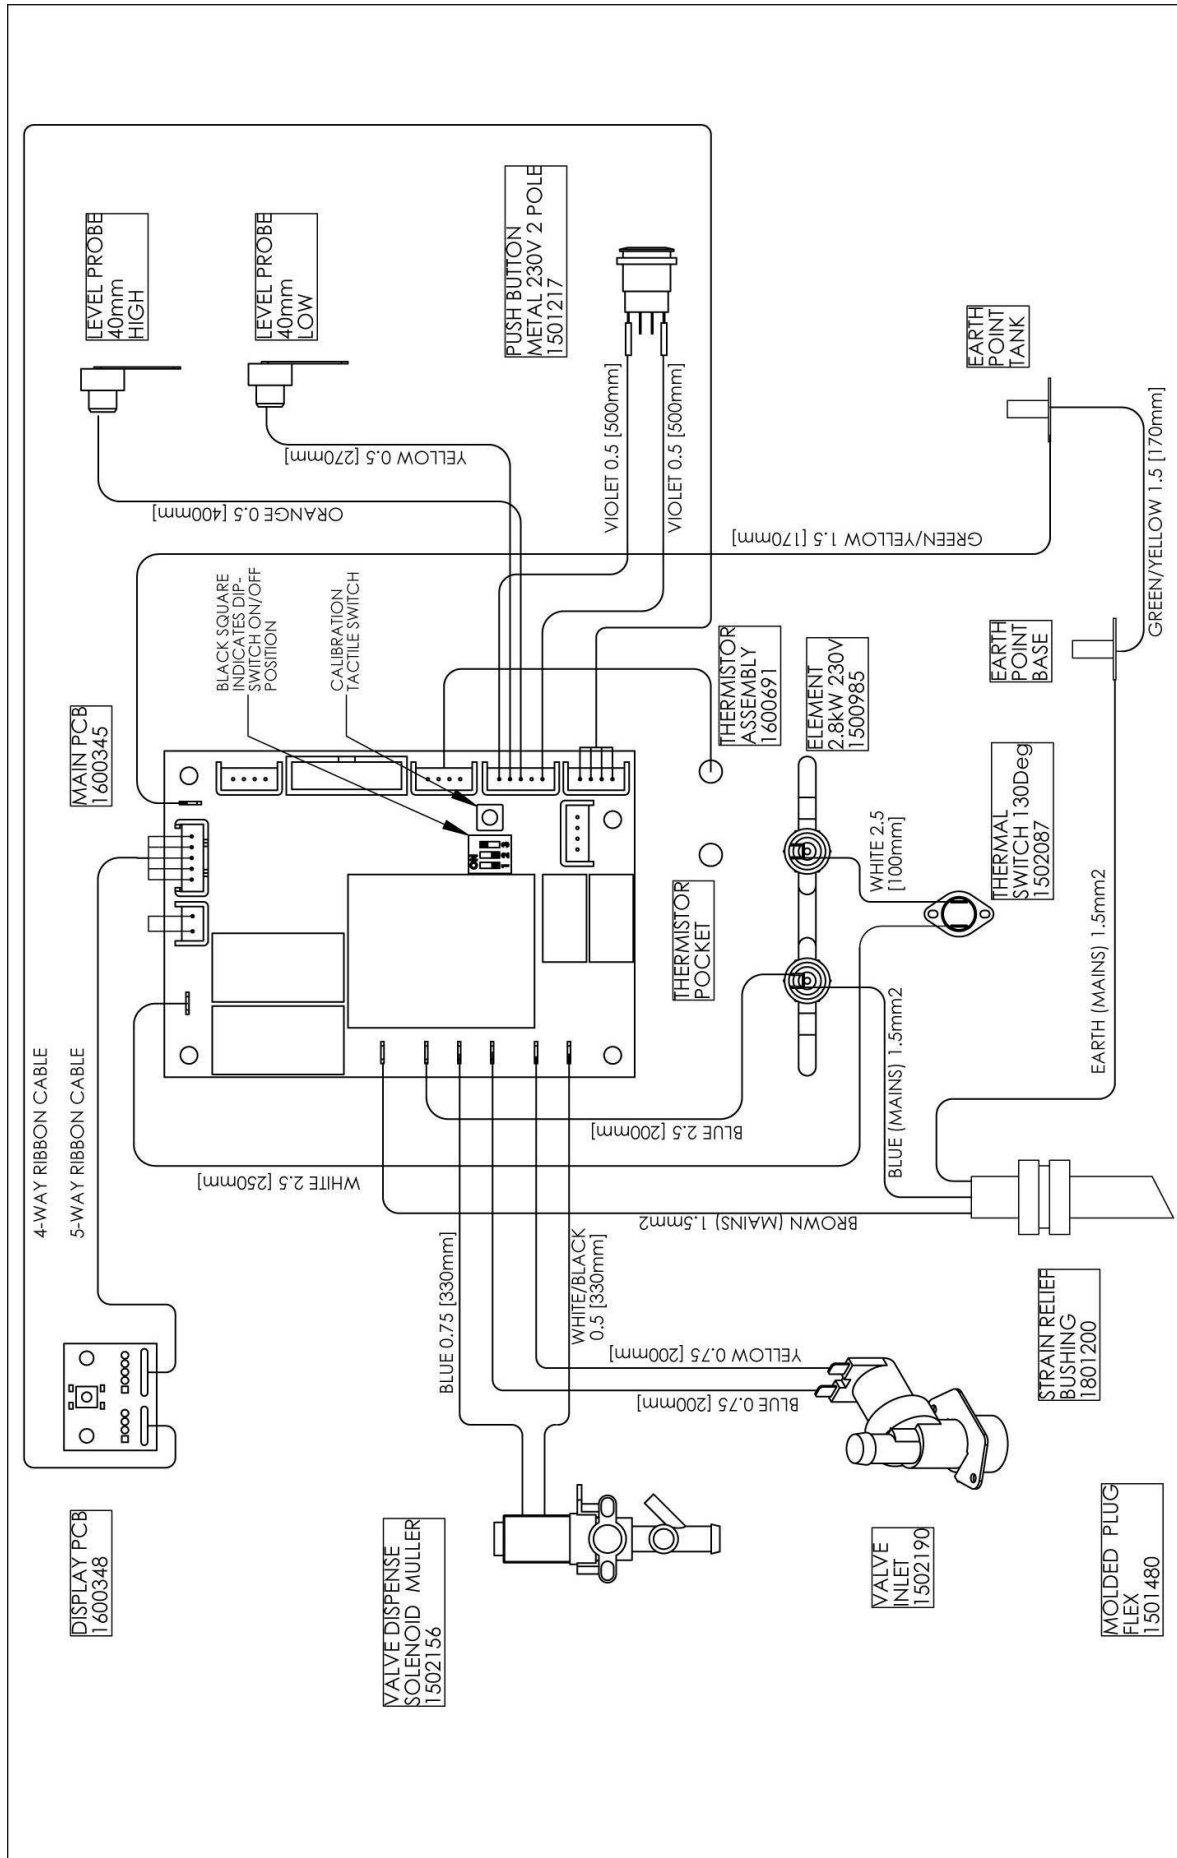 4-WAY RIBBON CABLE
5-WAY RIBBON CABLE
DISPLAY PCB
1600348
MAIN PCB
1600345
LEVEL PROBE
40mm
HIGH
LEVEL PROBE
40mm
LOW
ORANGE 0.5 [400mm]
YELLOW 0.5 [270mm]
BLACK SQUARE
INDICATES DIP-
SWITCH ON/OFF
POSITION
CALIBRATION
TACTILE SWITCH
ON
1 2 3
PUSH BUTTON
METAL 230V 2 POLE
1501217
VIOLET 0.5 [500mm]
VIOLET 0.5 [500mm]
WHITE 2.5 [250mm]
BLUE 2.5 [200mm]
BROWN (MAINS) 1.5mm2
VALVE DISPENSE
SOLENOID MULLER
1502156
BLUE 0.75 [330mm]
WHITE/BLACK
0.5 [330mm]
YELLOW 0.75 [200mm]
BLUE 0.75 [200mm]
THERMISTOR
POCKET
THERMISTOR
ASSEMBLY
1600691
ELEMENT
2.8KW 230V
1500985
WHITE 2.5
[100mm]
THERMAL
SWITCH 130Deg
1502087
BLUE (MAINS) 1.5mm2
GREEN/YELLOW 1.5 [170mm]
EARTH
POINT
TANK
EARTH
POINT
BASE
GREEN/YELLOW 1.5 [170mm]
EARTH (MAINS) 1.5mm2
VALVE
INLET
1502190
STRAIN RELIEF
BUSHING
1801200
MOLDED PLUG
FLEX
1501480